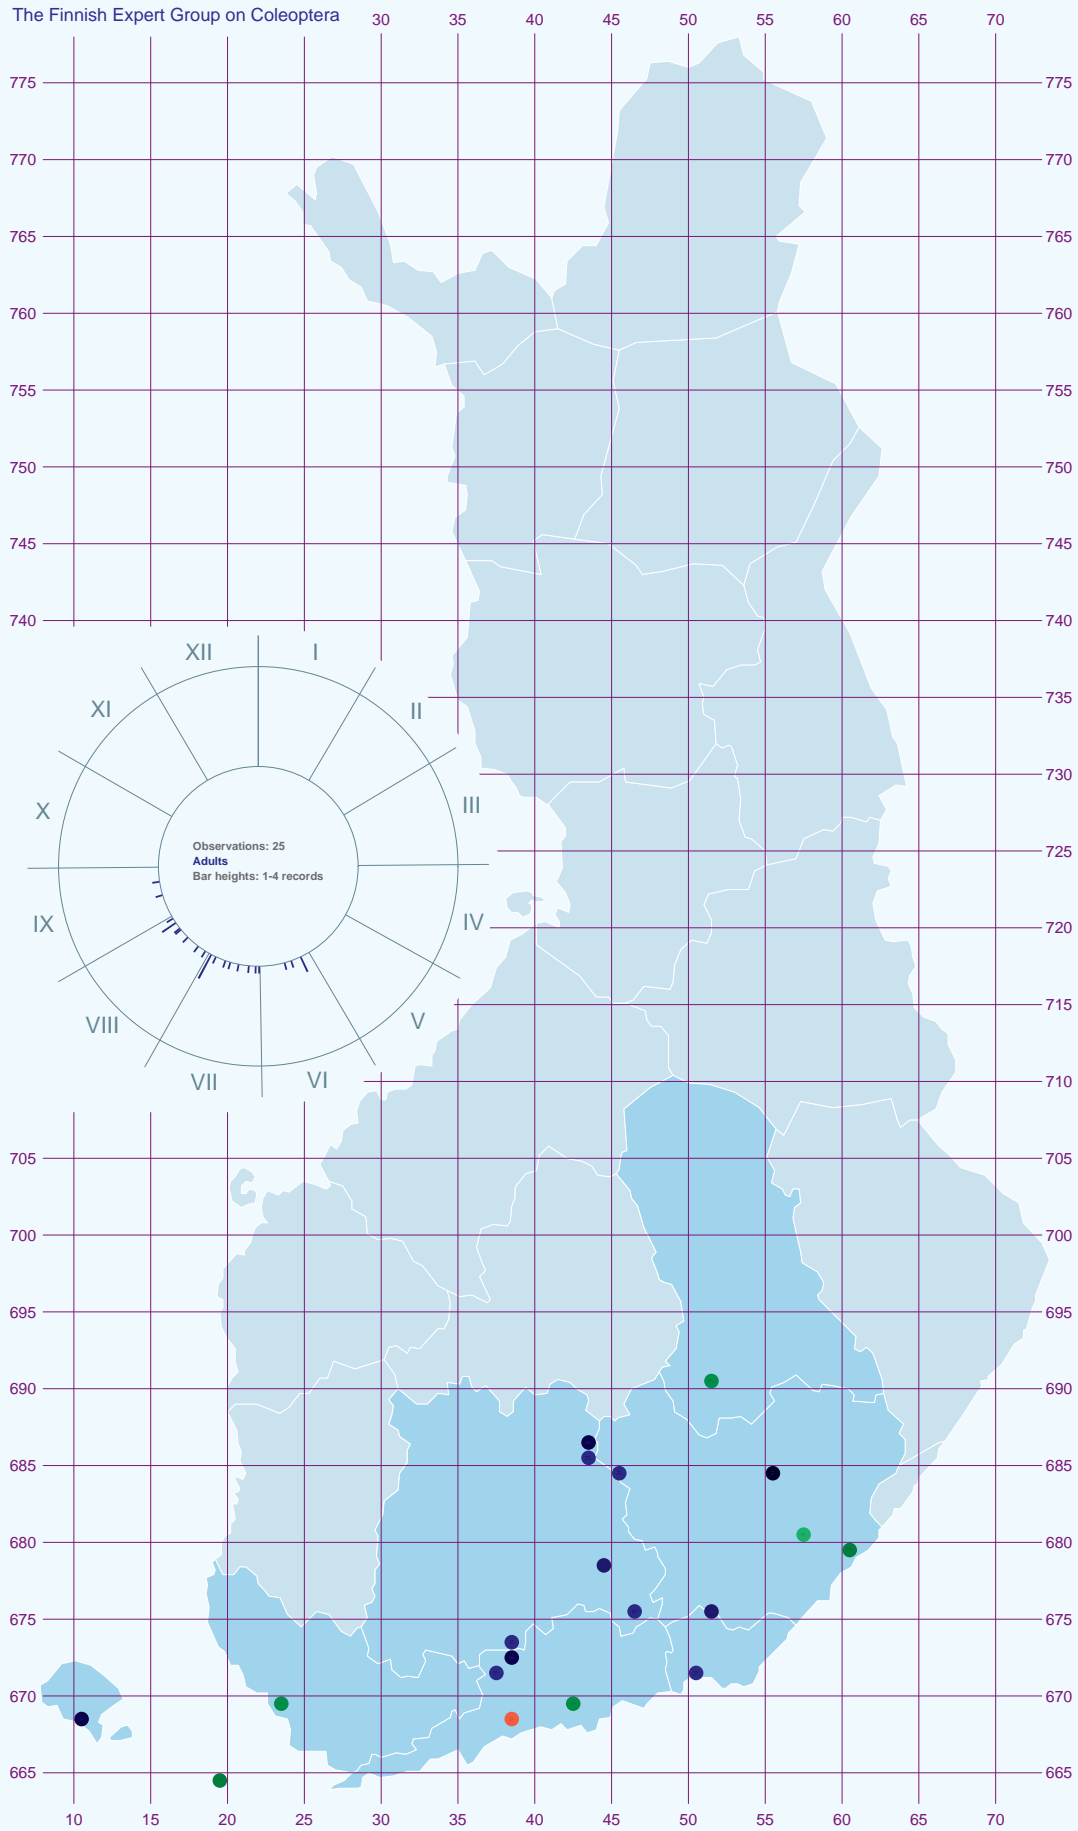 The Finnish Expert Group on Coleoptera
30 35 40 45 50 55 60 65 70
775 775
770 770
765 765
760 760
755 755
750 750
745 745
740 740
XII I
XI II
735
730
X III
Observations: 25
Adults
Bar heights: 1-4 records
725
IX IV
720
VIII V
715
VII VI
710
705 705
700 700
695 695
690 690
685 685
680 680
675 675
670 670
665 665
10 15 20 25 30 35 40 45 50 55 60 65 70